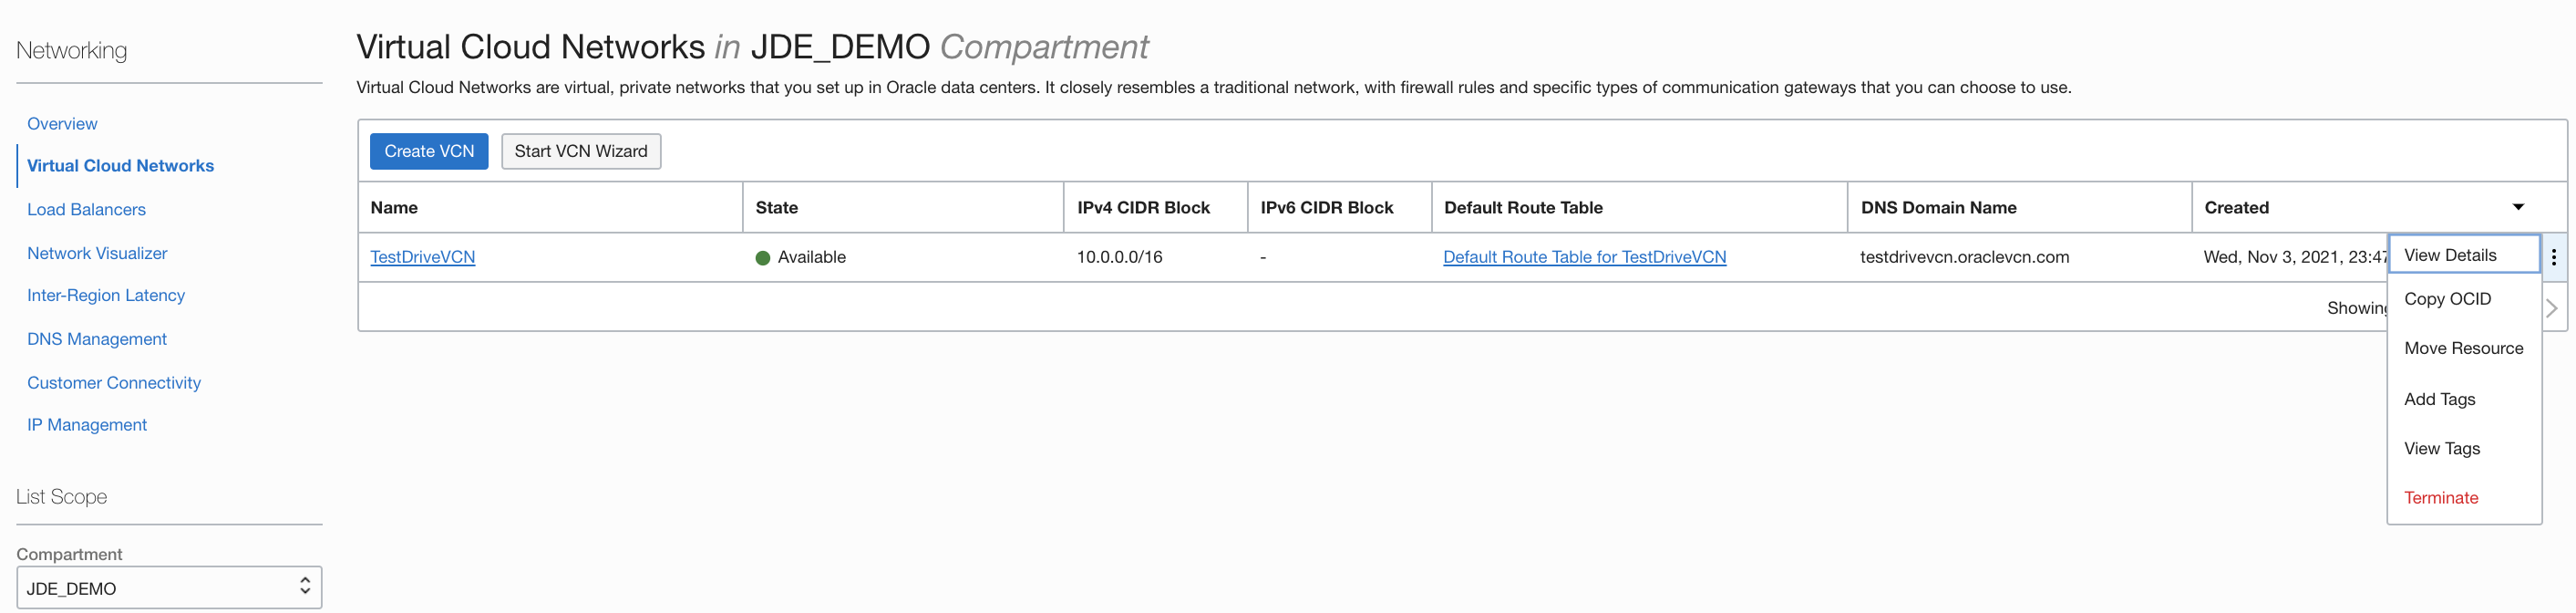 Networking
Overview
Virtual Cloud Networks
Load Balancers
Network Visualizer
Inter-Region Latency
DNS Management
Customer Connectivity
IP Management
List Scope
Compartment
JDE_DEMO
Virtual Cloud Networks in JDE_DEMO Compartment
Virtual Cloud Networks are virtual, private networks that you set up in Oracle data centers. It closely resembles a traditional network, with firewall rules and specific types of communication gateways that you can choose to use.
Create VCN Start VCN Wizard
Name State IPv4 CIDR Block IPv6 CIDR Block Default Route Table DNS Domain Name Created
TestDriveVCN Available 10.0.0.0/16 - Default Route Table for TestDriveVCN testdrivevcn.oraclevcn.com Wed, Nov 3, 2021, 23:47
Showing
View Details
Copy OCID
Move Resource
Add Tags
View Tags
Terminate